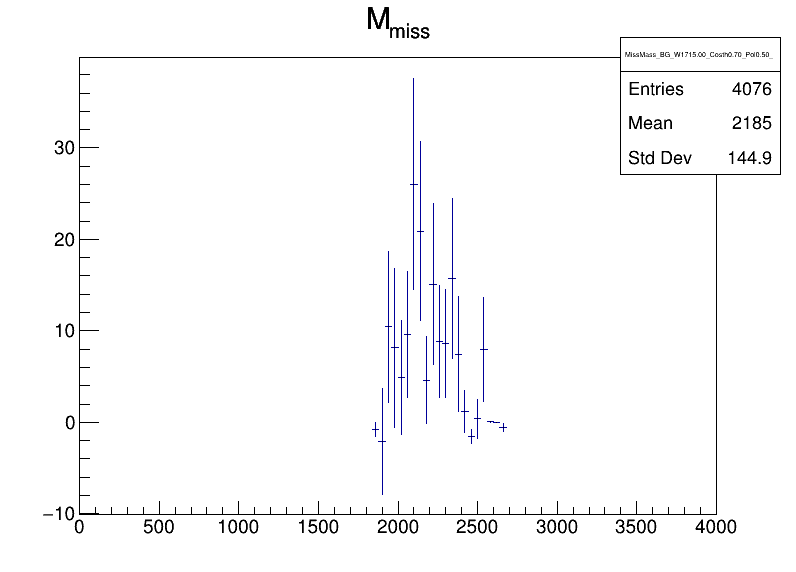 M_miss
MissMass_BG_W1715.00_Costh0.70_Pol0.50_
Entries 4076
Mean 2185
Std Dev 144.9
30
20
10
0
−10
0 500 1000 1500 2000 2500 3000 3500 4000